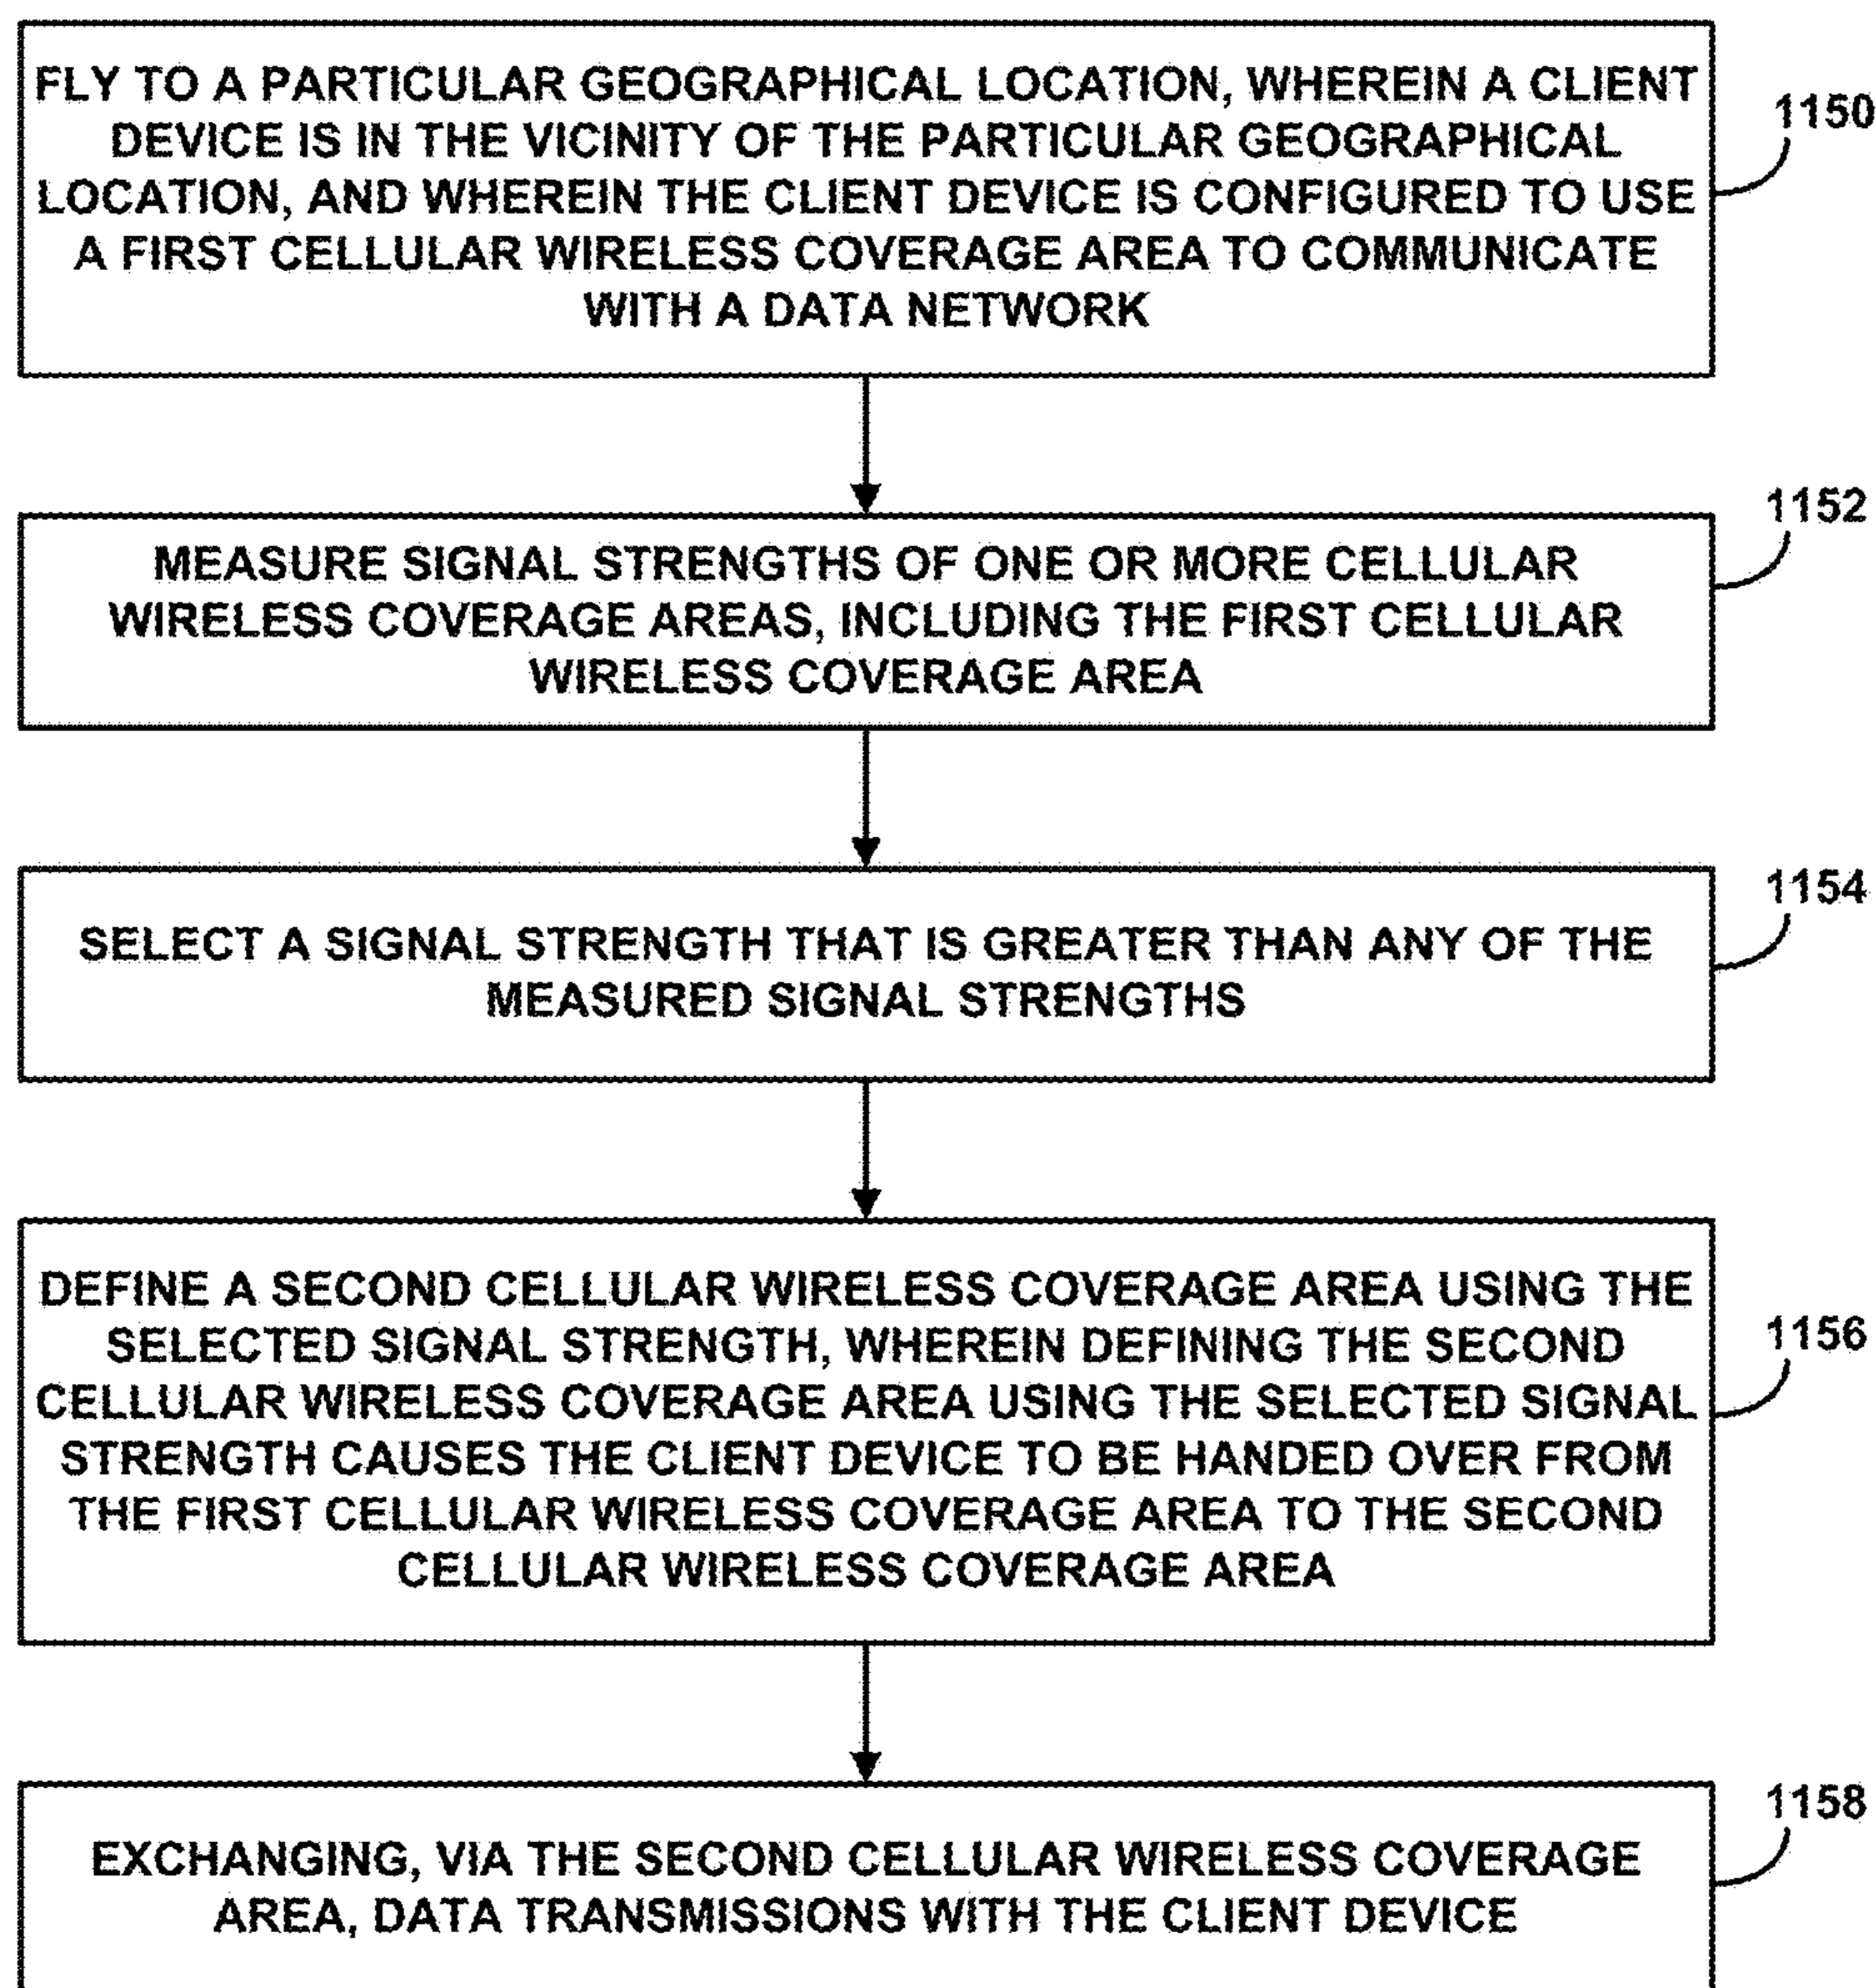 FLY TO A PARTICULAR GEOGRAPHICAL LOCATION, WHEREIN A CLIENT
DEVICE IS IN THE VICINITY OF THE PARTICULAR GEOGRAPHICAL
LOCATION, AND WHEREIN THE CLIENT DEVICE IS CONFIGURED TO USE
A FIRST CELLULAR WIRELESS COVERAGE AREA TO COMMUNICATE
WITH A DATA NETWORK
1150
MEASURE SIGNAL STRENGTHS OF ONE OR MORE CELLULAR
WIRELESS COVERAGE AREAS, INCLUDING THE FIRST CELLULAR
WIRELESS COVERAGE AREA
1152
SELECT A SIGNAL STRENGTH THAT IS GREATER THAN ANY OF THE
MEASURED SIGNAL STRENGTHS
1154
DEFINE A SECOND CELLULAR WIRELESS COVERAGE AREA USING THE
SELECTED SIGNAL STRENGTH, WHEREIN DEFINING THE SECOND
CELLULAR WIRELESS COVERAGE AREA USING THE SELECTED SIGNAL
STRENGTH CAUSES THE CLIENT DEVICE TO BE HANDED OVER FROM
THE FIRST CELLULAR WIRELESS COVERAGE AREA TO THE SECOND
CELLULAR WIRELESS COVERAGE AREA
1156
EXCHANGING, VIA THE SECOND CELLULAR WIRELESS COVERAGE
AREA, DATA TRANSMISSIONS WITH THE CLIENT DEVICE
1158